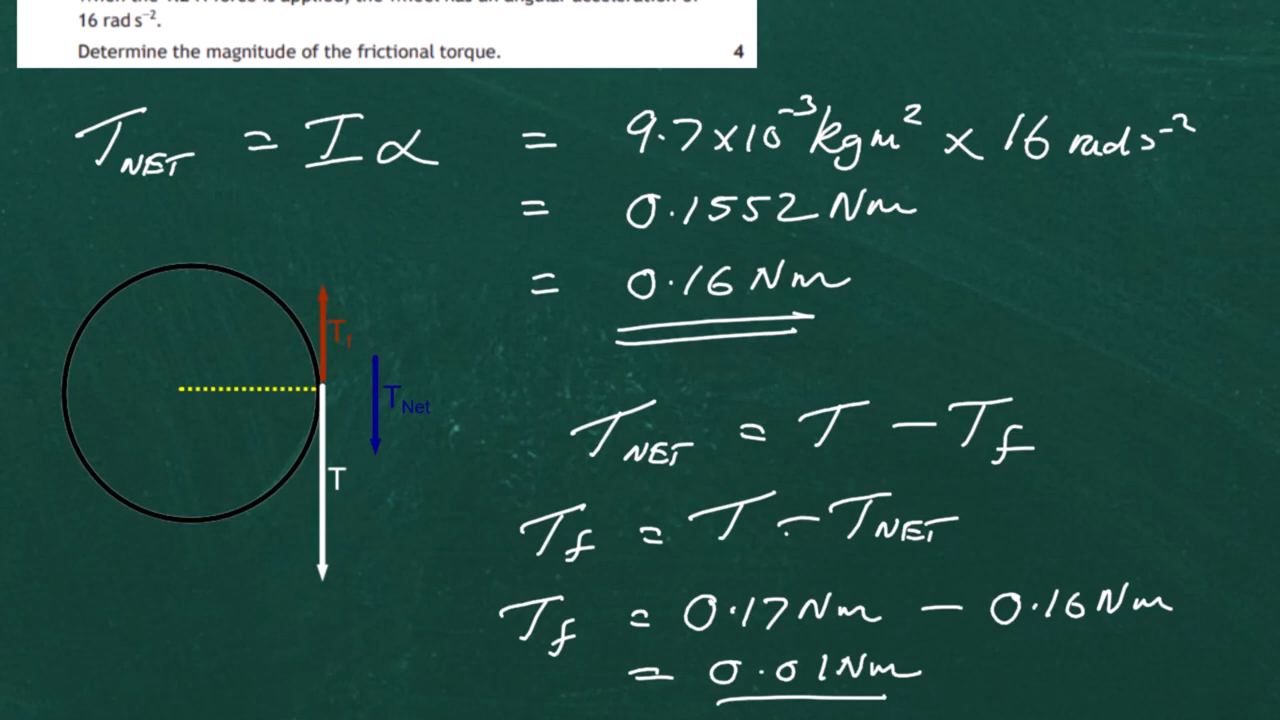 16 rad s⁻².
Determine the magnitude of the frictional torque. 4
T_NET = Iα = 9.7×10⁻³ kgm² × 16 rad s⁻²
= 0.1552 Nm
= 0.16 Nm
T_f
T_Net
T
T_NET = T − T_f
T_f = T − T_NET
T_f = 0.17 Nm − 0.16 Nm
= 0.01 Nm